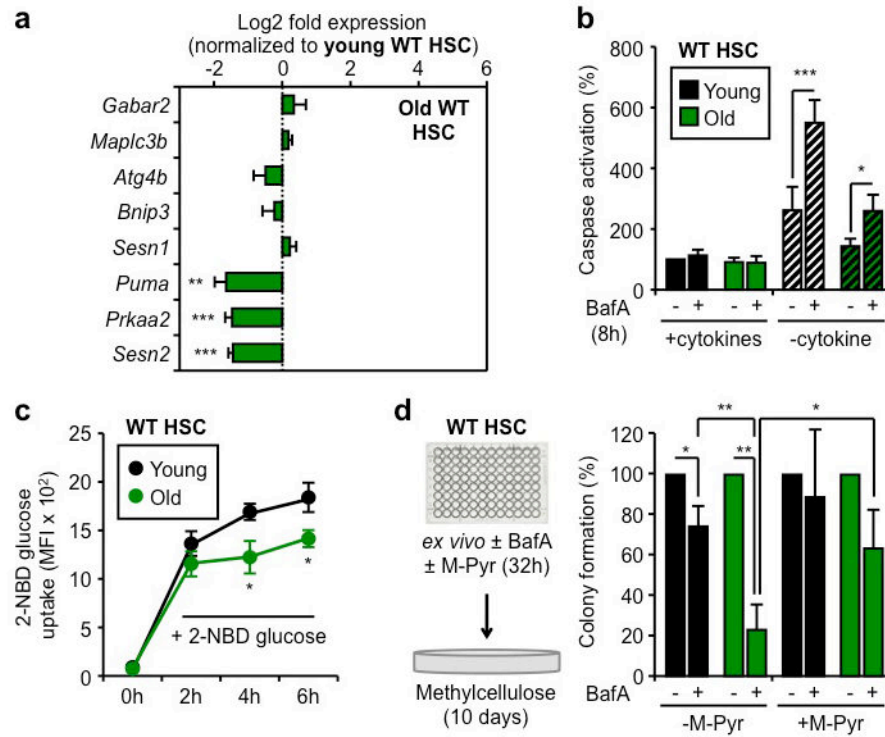 a
Log2 fold expression
(normalized to young WT HSC)
-2 0 2 4 6
Old WT
HSC
Gabar2
Maplc3b
Atg4b
Bnip3
Sesn1
Puma **
Prkaa2 ***
Sesn2 ***
b
WT HSC
Young
Old
Caspase activation (%)
800
600
400
200
0
***
*
BafA - + - + - + - +
(8h)
+cytokines -cytokine
c
WT HSC
Young
Old
2-NBD glucose
uptake (MFI x 10²)
25
20
15
10
5
0
* *
+ 2-NBD glucose
0h 2h 4h 6h
d
WT HSC
ex vivo ± BafA
± M-Pyr (32h)
Methylcellulose
(10 days)
Colony formation (%)
120
100
80
60
40
20
0
** *
* **
BafA - + - + - + - +
-M-Pyr +M-Pyr